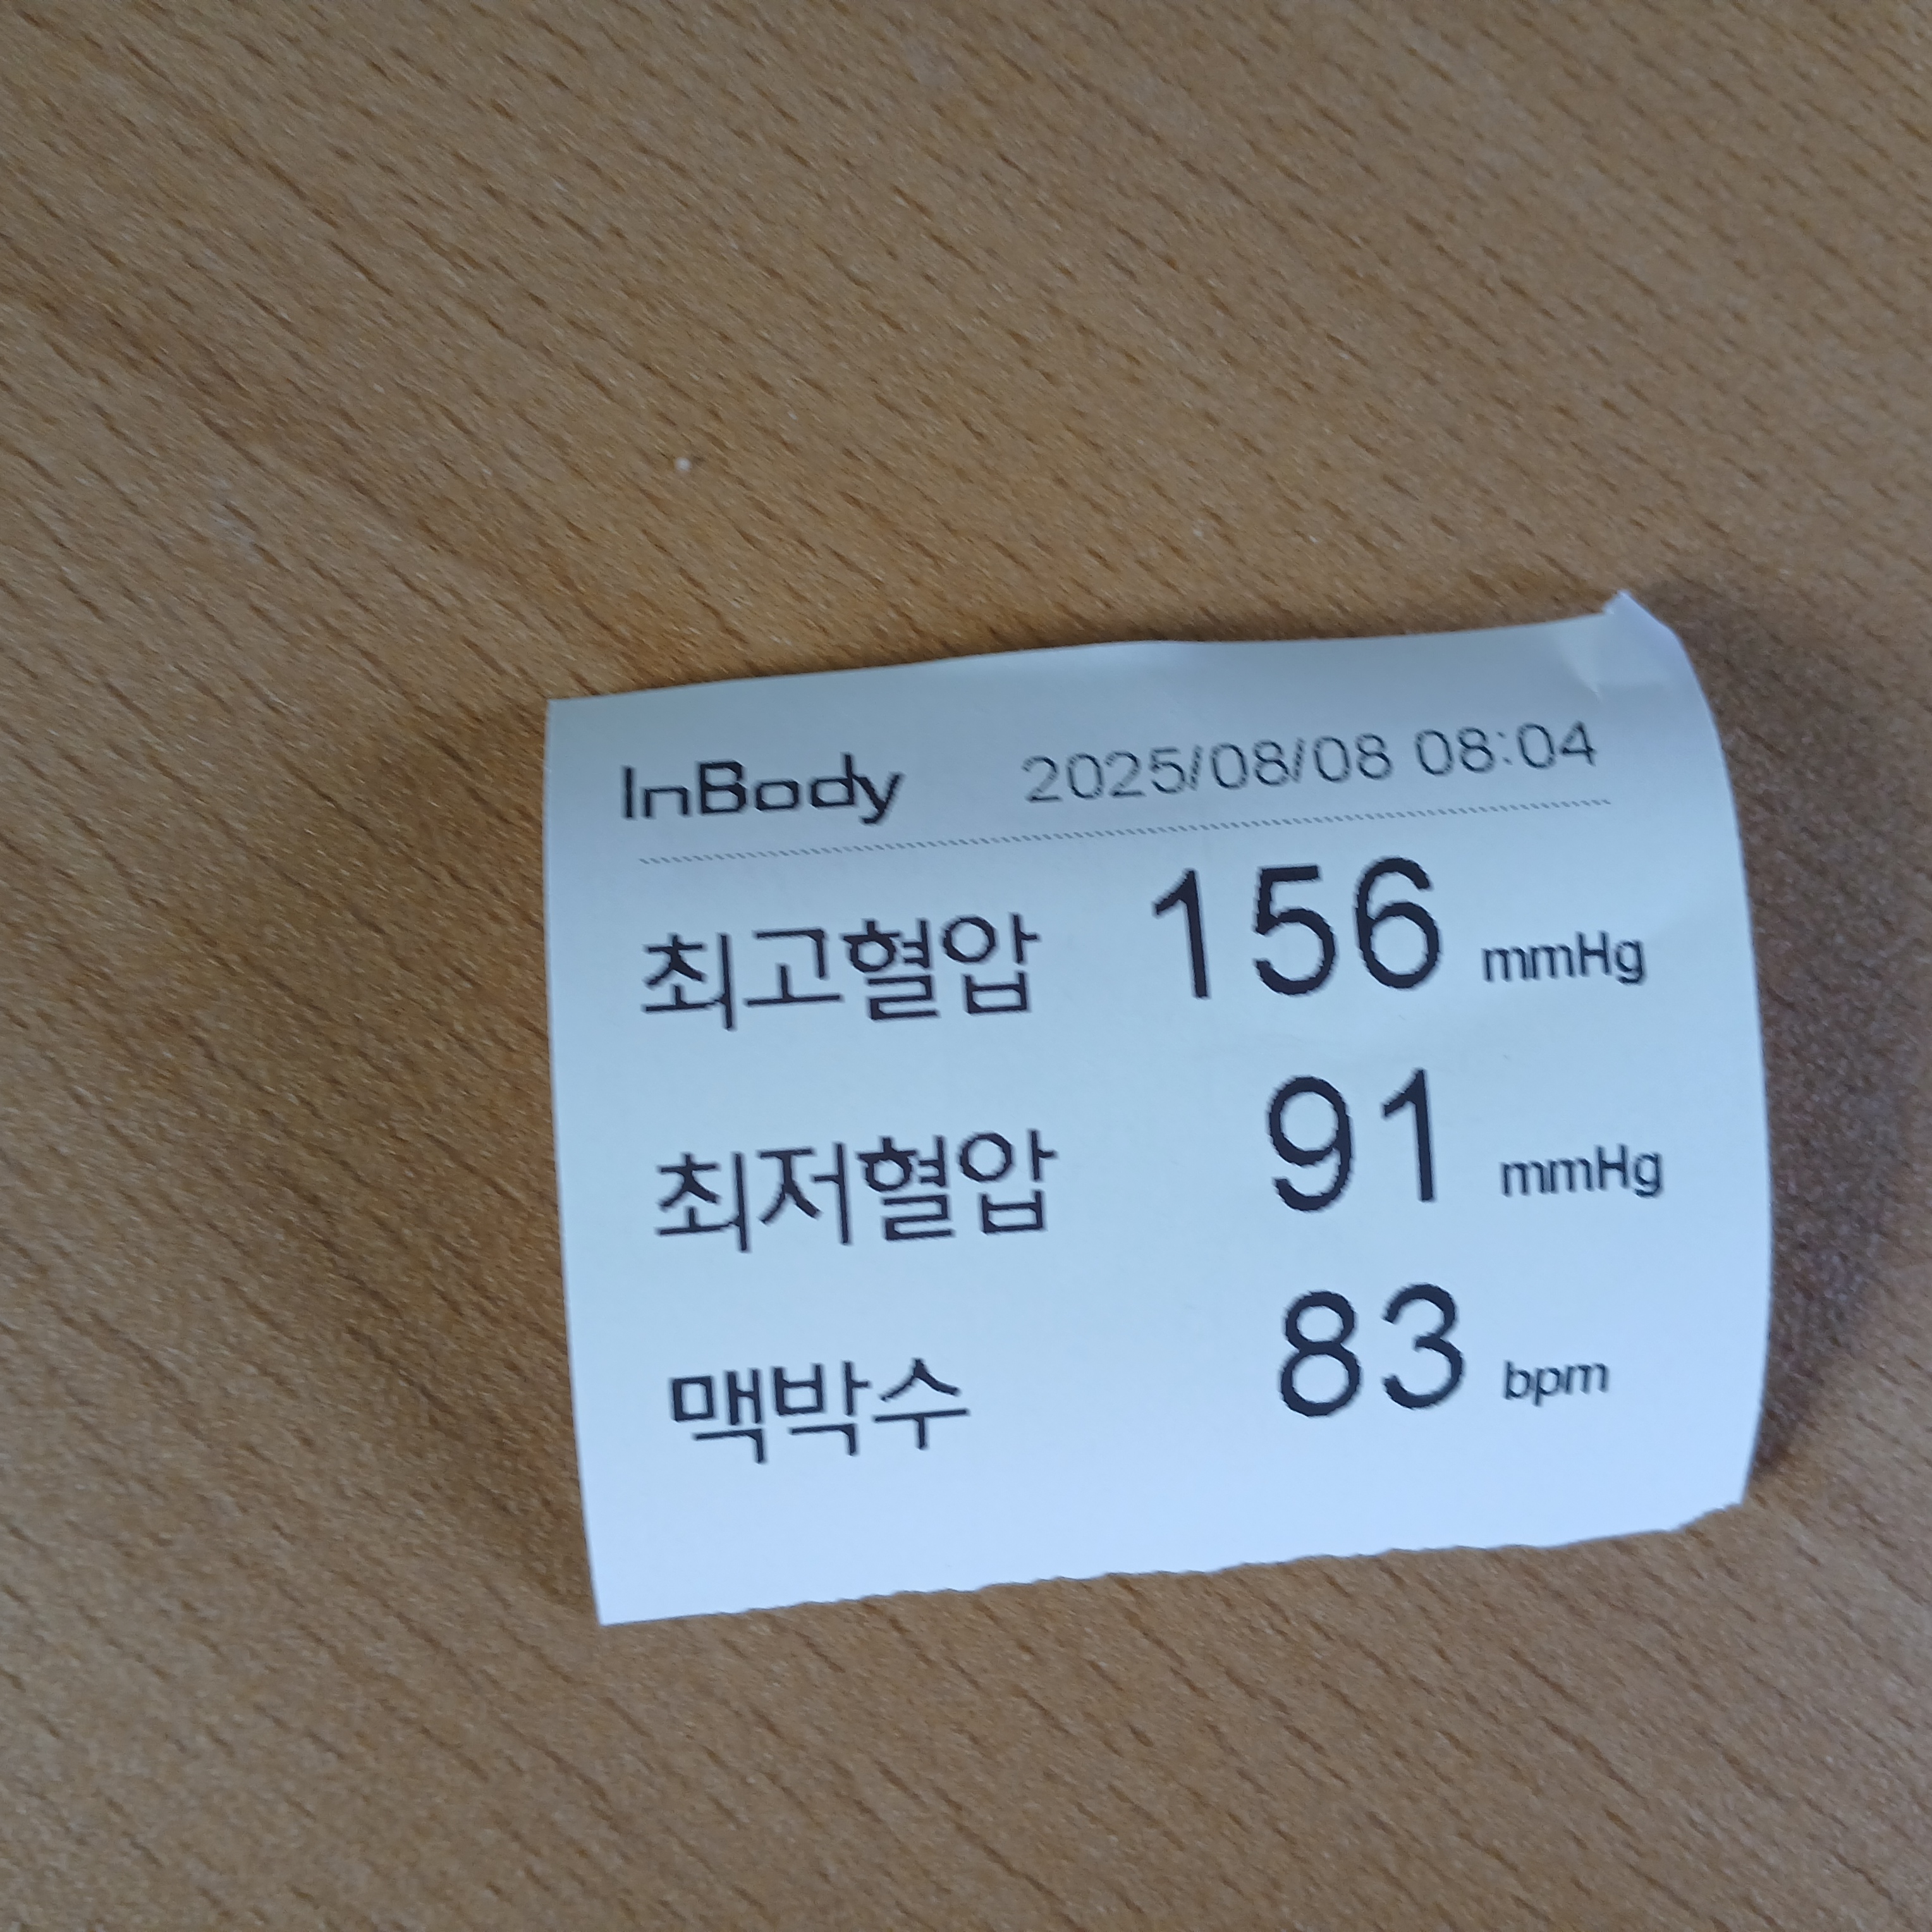 InBody 2025/08/08 08:04
최고혈압 156 mmHg
최저혈압 91 mmHg
맥박수 83 bpm